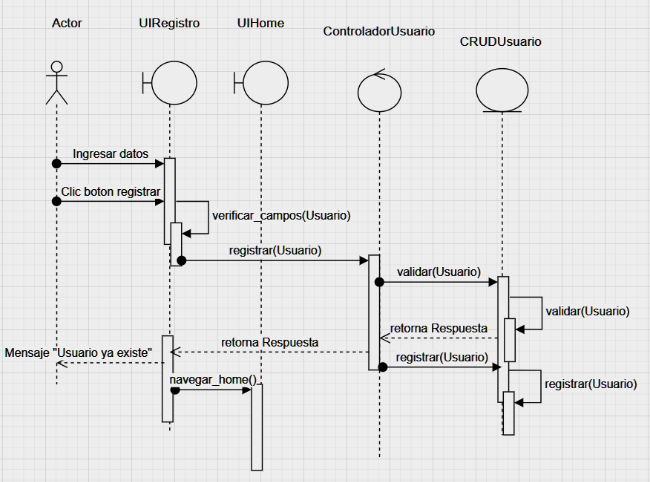 Actor
UIRegistro
UIHome
ControladorUsuario
CRUDUsuario
Ingresar datos
Clic boton registrar
verificar_campos(Usuario)
registrar(Usuario)
validar(Usuario)
validar(Usuario)
retorna Respuesta
retorna Respuesta
Mensaje "Usuario ya existe"
registrar(Usuario)
navegar_home()
registrar(Usuario)